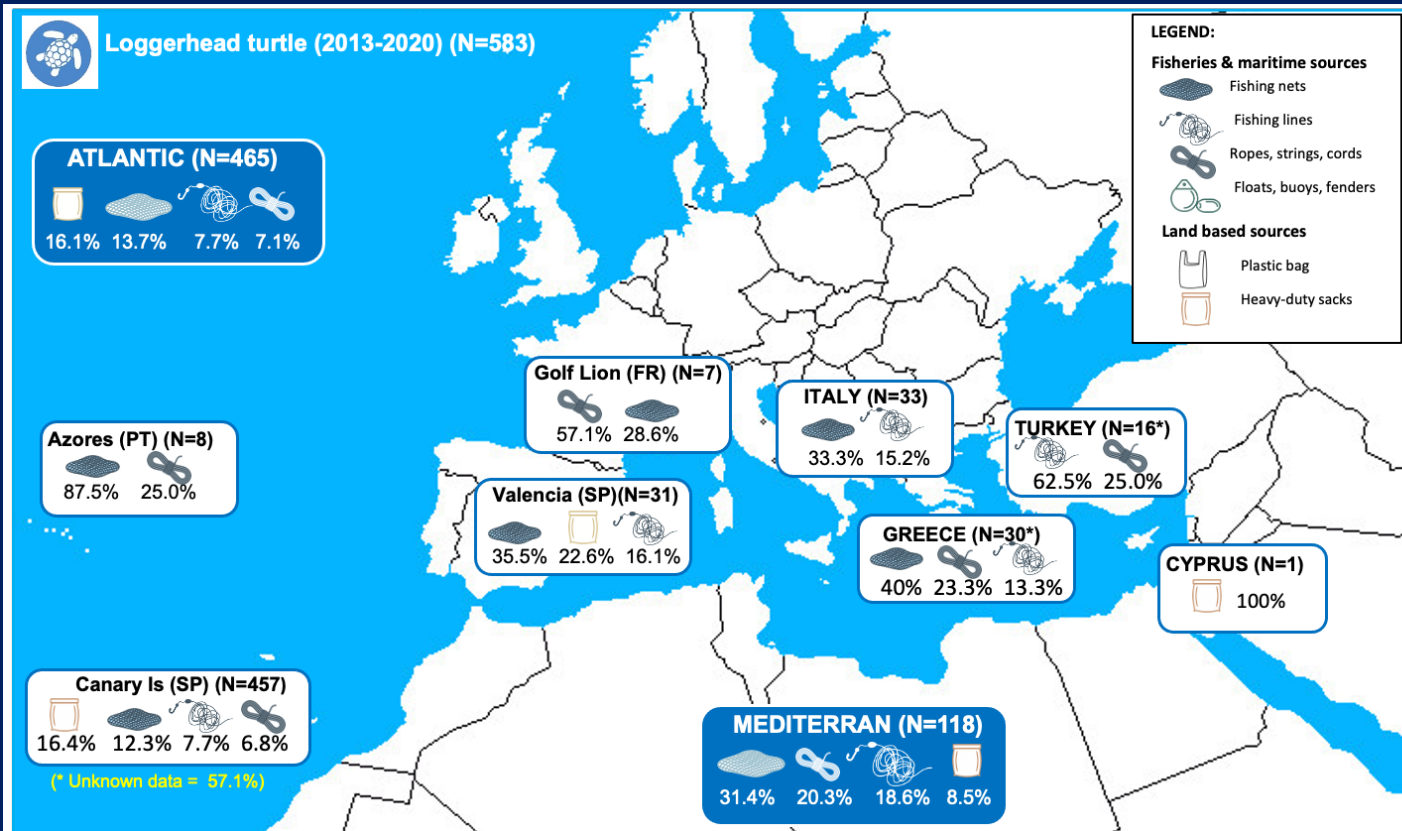 Loggerhead turtle (2013-2020) (N=583)
LEGEND:
Fisheries & maritime sources
Fishing nets
Fishing lines
Ropes, strings, cords
Floats, buoys, fenders
Land based sources
Plastic bag
Heavy-duty sacks
ATLANTIC (N=465)
16.1% 13.7% 7.7% 7.1%
Golf Lion (FR) (N=7)
57.1% 28.6%
ITALY (N=33)
33.3% 15.2%
TURKEY (N=16*)
62.5% 25.0%
Azores (PT) (N=8)
87.5% 25.0%
Valencia (SP)(N=31)
35.5% 22.6% 16.1%
GREECE (N=30*)
40% 23.3% 13.3%
CYPRUS (N=1)
100%
Canary Is (SP) (N=457)
16.4% 12.3% 7.7% 6.8%
(* Unknown data = 57.1%)
MEDITERRAN (N=118)
31.4% 20.3% 18.6% 8.5%